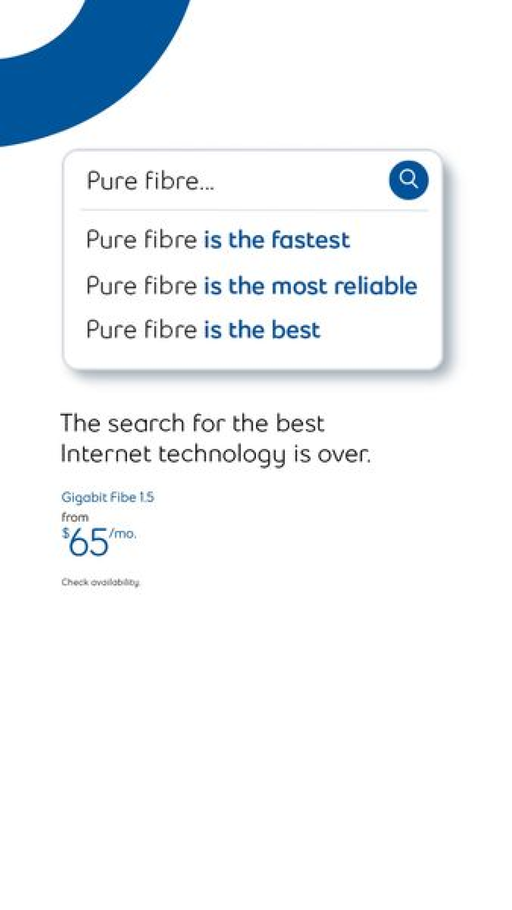 Pure fibre...
Pure fibre is the fastest
Pure fibre is the most reliable
Pure fibre is the best
The search for the best
Internet technology is over.
Gigabit Fibe 1.5
from
$65/mo.
Check availability.